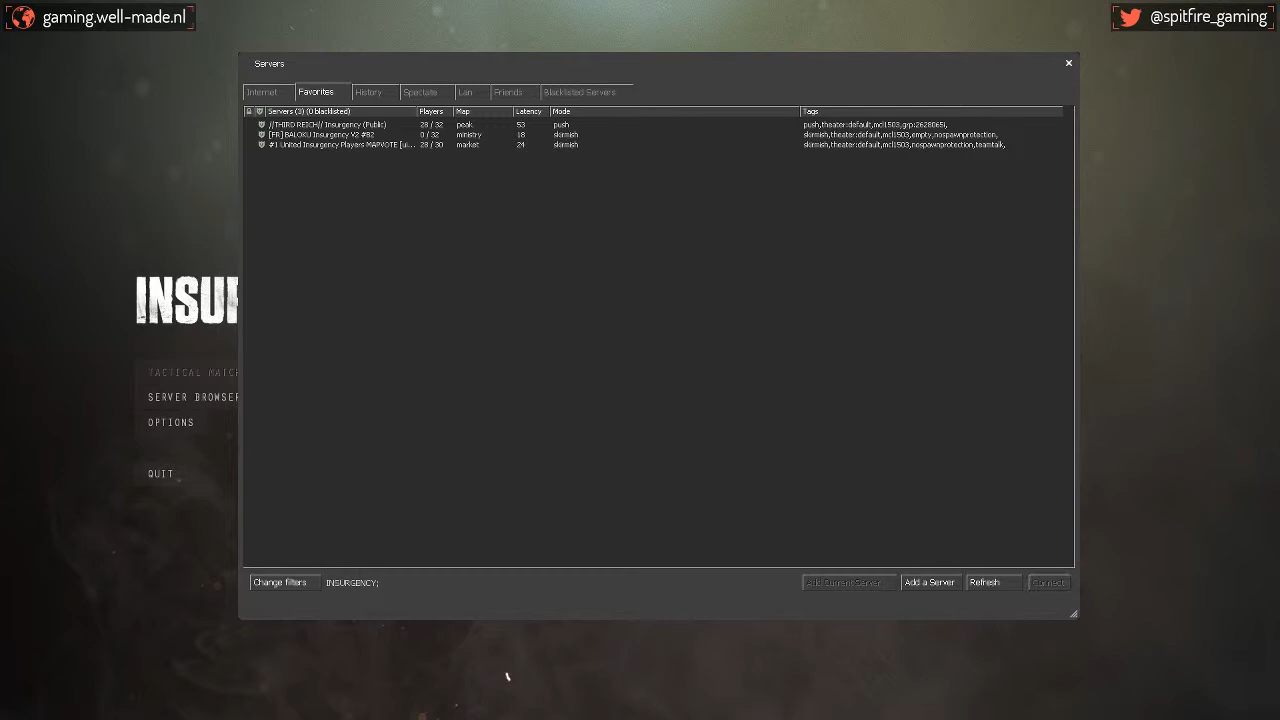 gaming.well-made.nl
@spitfire_gaming
Servers
Internet Favorites History Spectate Lan Friends Blacklisted Servers
Servers (3) (0 blacklisted) Players Map Latency Mode Tags
//THIRD REICH// Insurgency (Public) 28 / 32 peak 53 push push,theater:default,mcl1503,grp:2628065i,
[FR] BALOKU Insurgency V2 #B2 0 / 32 ministry 18 skirmish skirmish,theater:default,mcl1503,empty,nospawnprotection,
#1 United Insurgency Players MAPVOTE [u... 28 / 30 market 24 skirmish skirmish,theater:default,mcl1503,nospawnprotection,teamtalk,
INSUR
TACTICAL MATC
SERVER BROWSER
OPTIONS
QUIT
Change filters INSURGENCY; Add Current Server Add a Server Refresh Connect